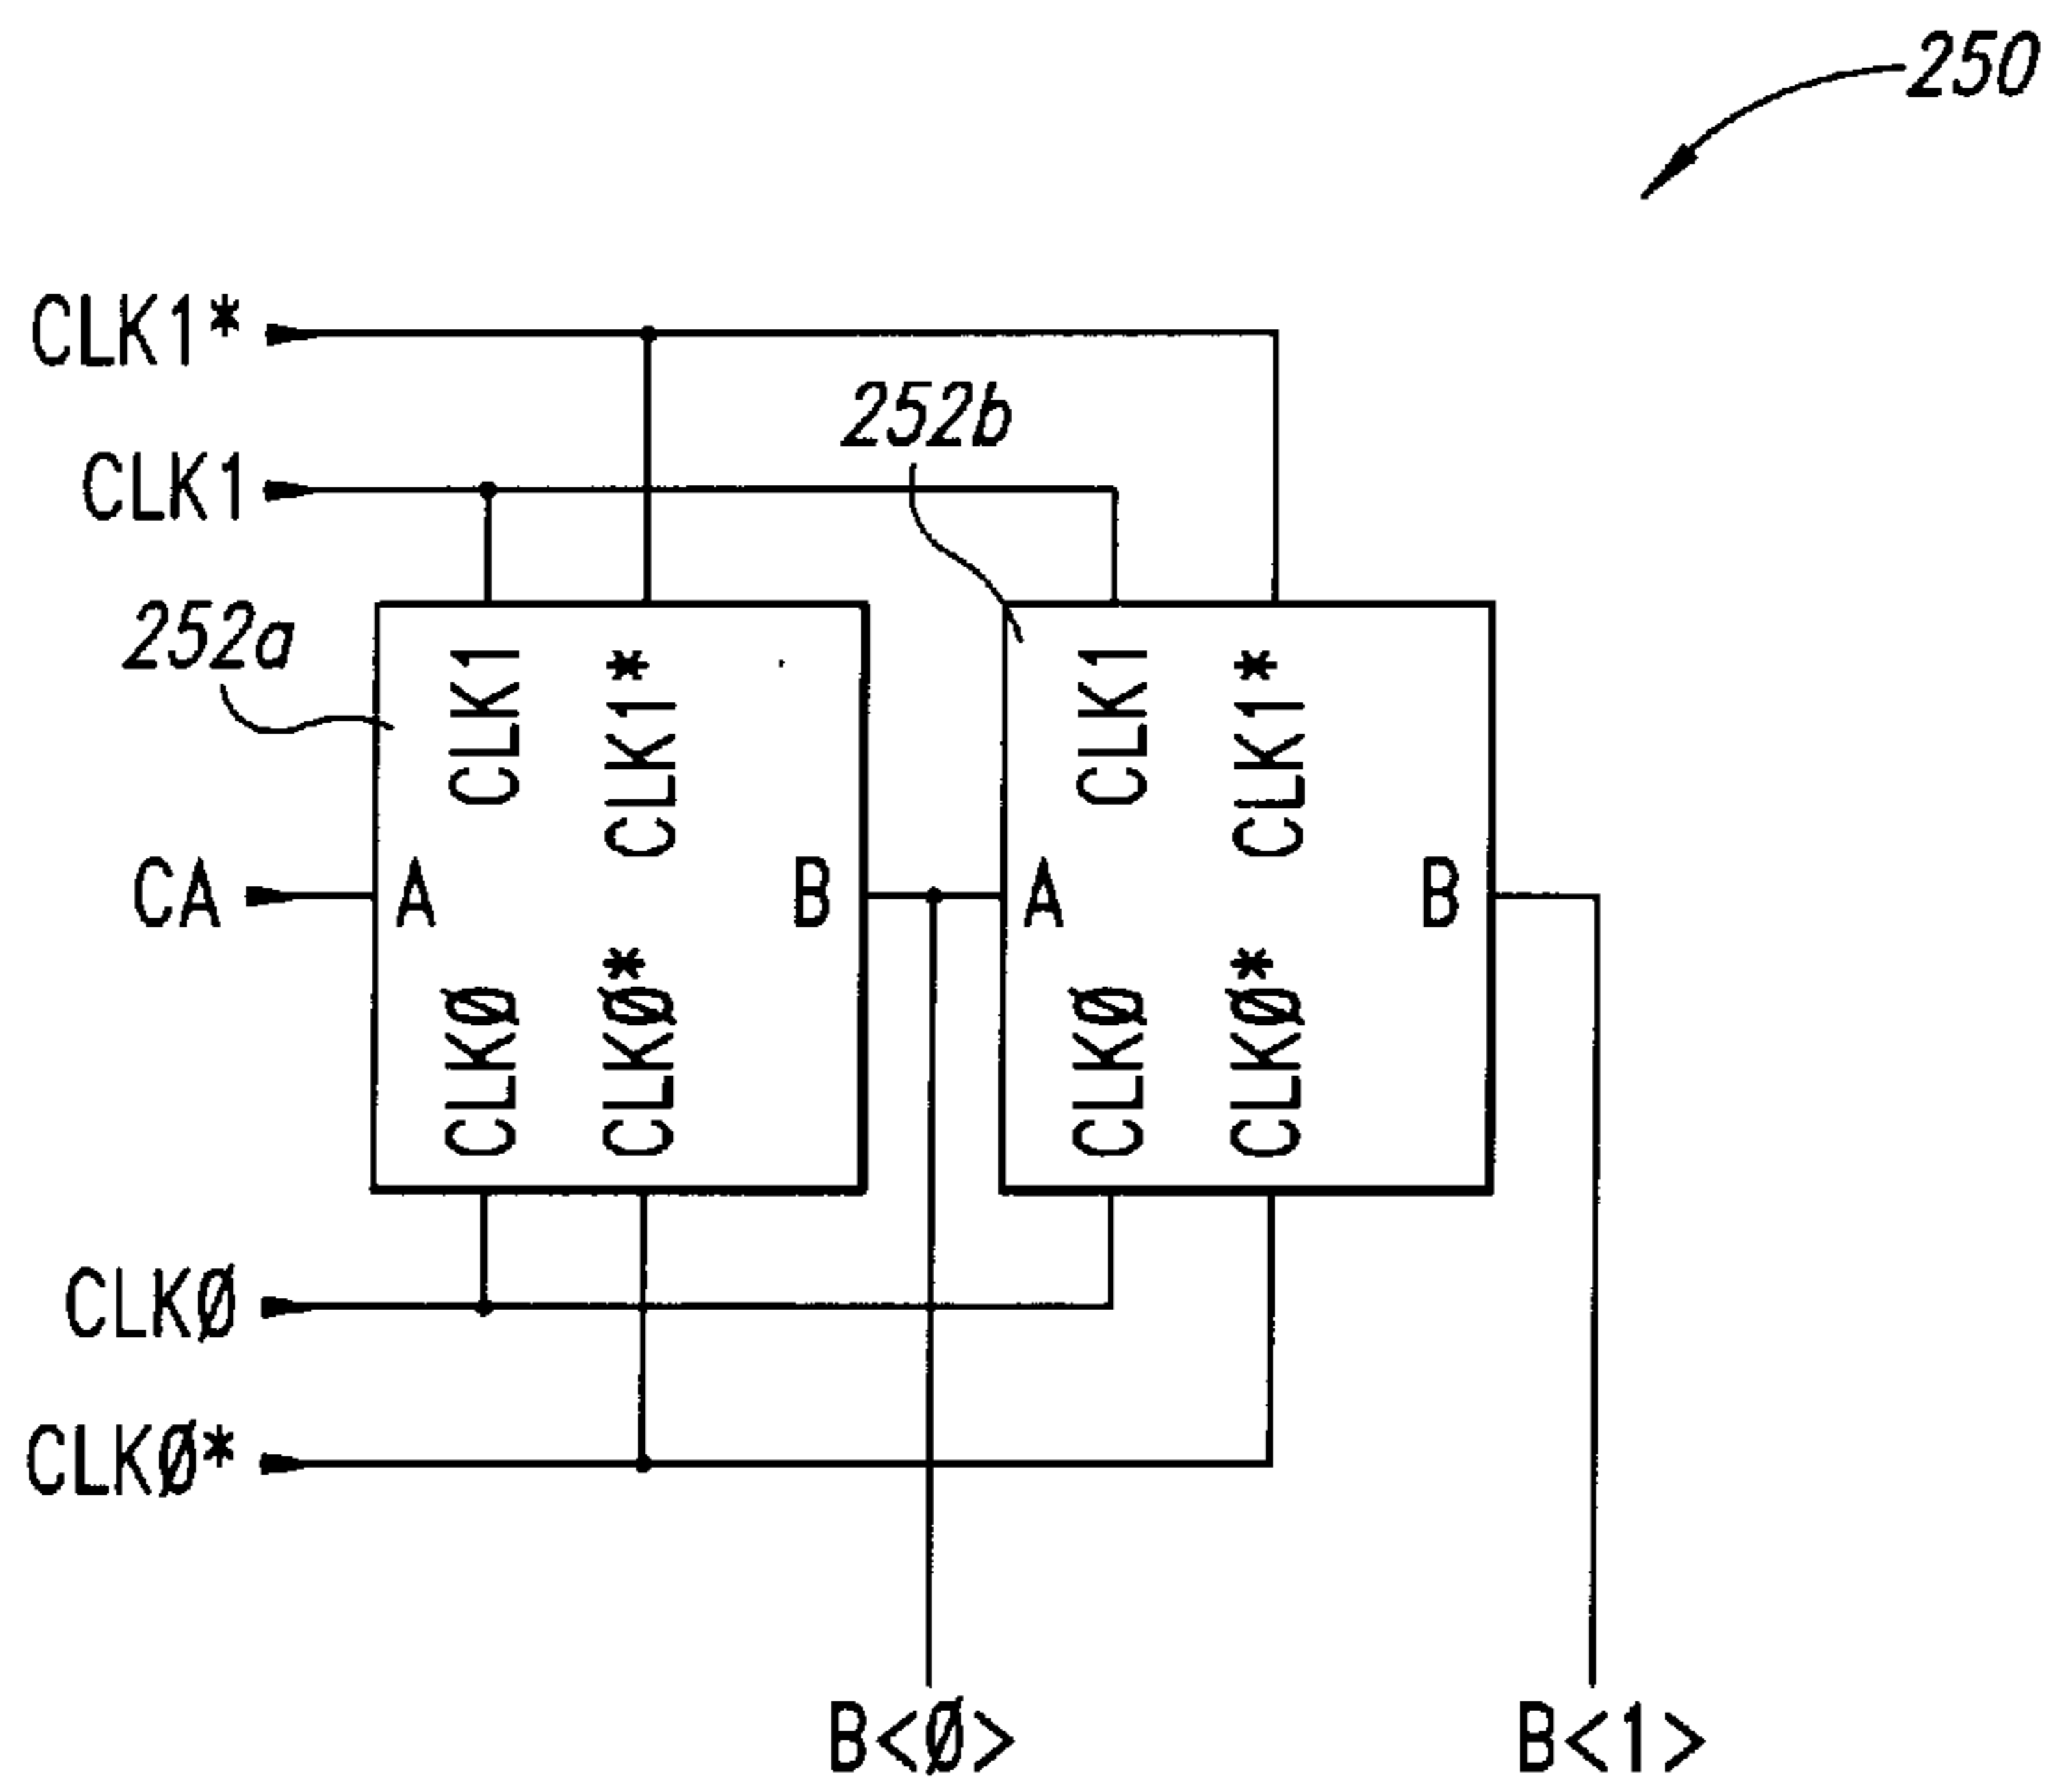 250
CLK1*
252b
CLK1
252a
CLK1
CLK1*
CLK1
CLK1*
CA
A
B
A
B
CLKØ
CLKØ*
CLKØ
CLKØ*
CLKØ
CLKØ*
B<Ø>
B<1>